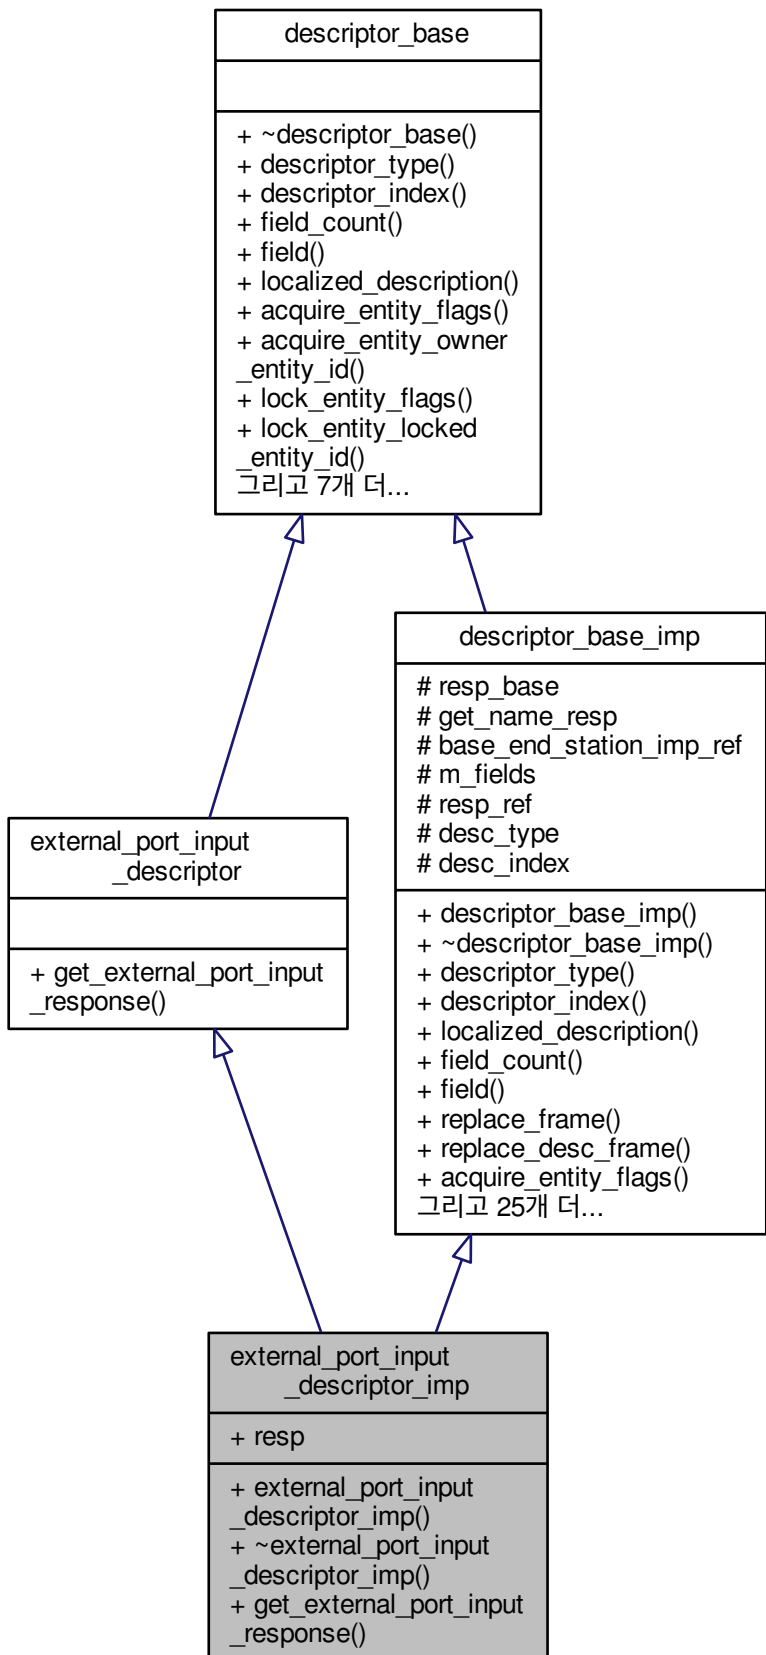 descriptor_base
+ ~descriptor_base()
+ descriptor_type()
+ descriptor_index()
+ field_count()
+ field()
+ localized_description()
+ acquire_entity_flags()
+ acquire_entity_owner
_entity_id()
+ lock_entity_flags()
+ lock_entity_locked
_entity_id()
그리고 7개 더...
descriptor_base_imp
# resp_base
# get_name_resp
# base_end_station_imp_ref
# m_fields
# resp_ref
# desc_type
# desc_index
+ descriptor_base_imp()
+ ~descriptor_base_imp()
+ descriptor_type()
+ descriptor_index()
+ localized_description()
+ field_count()
+ field()
+ replace_frame()
+ replace_desc_frame()
+ acquire_entity_flags()
그리고 25개 더...
external_port_input
_descriptor
+ get_external_port_input
_response()
external_port_input
_descriptor_imp
+ resp
+ external_port_input
_descriptor_imp()
+ ~external_port_input
_descriptor_imp()
+ get_external_port_input
_response()